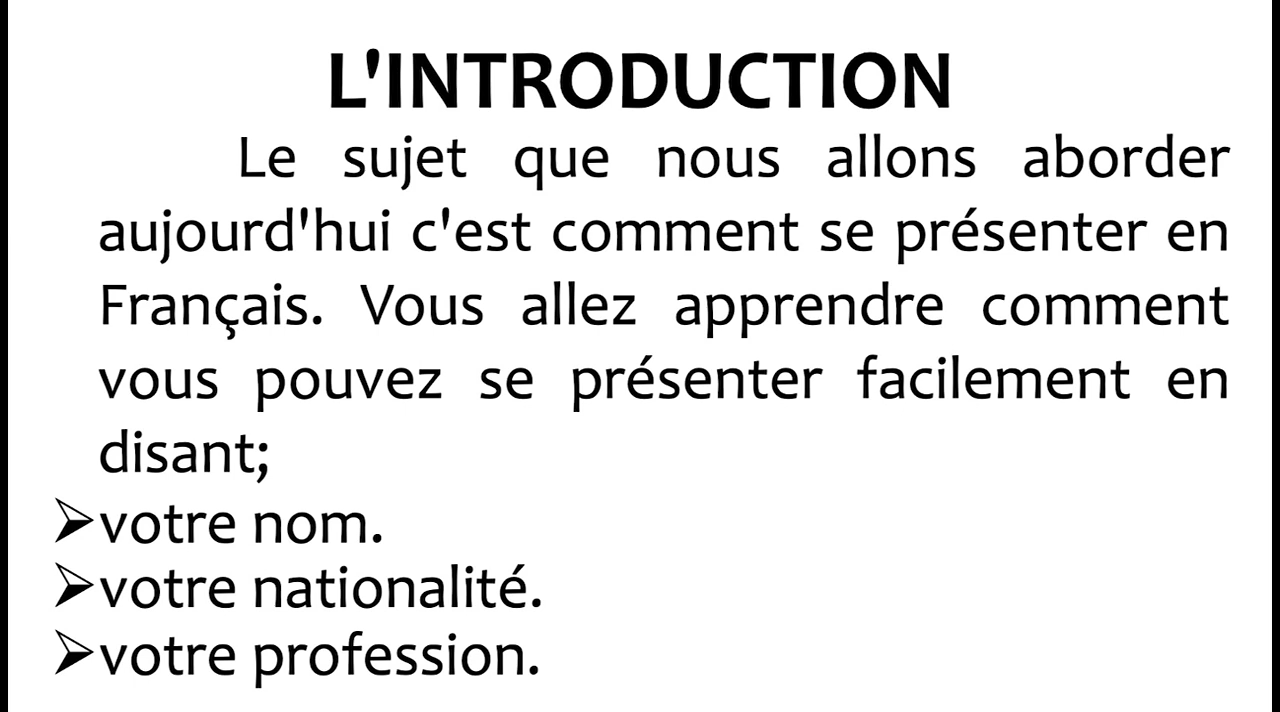 L'INTRODUCTION
Le sujet que nous allons aborder
aujourd'hui c'est comment se présenter en
Français. Vous allez apprendre comment
vous pouvez se présenter facilement en
disant;
➢votre nom.
➢votre nationalité.
➢votre profession.